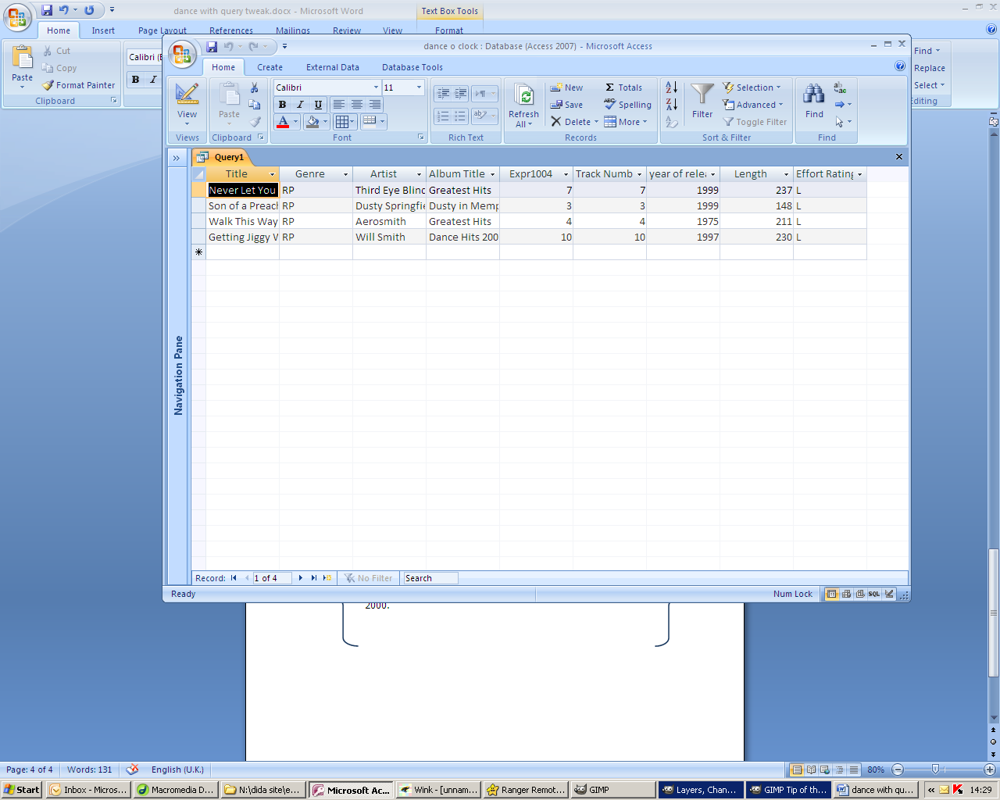 dance with query tweak.docx - Microsoft Word
Text Box Tools
Home Insert Page Layout References Mailings Review View Format
Paste
Cut
Copy
Format Painter
Clipboard
Calibri (
B I
Find
Replace
Select
Editing
dance o clock : Database (Access 2007) - Microsoft Access
Home Create External Data Database Tools
View
Views
Paste
Clipboard
Calibri 11
B I U
A
Font
Rich Text
Refresh All
New
Save
Delete
Totals
Spelling
More
Records
Filter
Selection
Advanced
Toggle Filter
Sort & Filter
Find
Find
Query1
Title Genre Artist Album Title Expr1004 Track Numb year of relea Length Effort Rating
Never Let You RP Third Eye Blind Greatest Hits 7 7 1999 237 L
Son of a Preach RP Dusty Springfie Dusty in Memp 3 3 1999 148 L
Walk This Way RP Aerosmith Greatest Hits 4 4 1975 211 L
Getting Jiggy W RP Will Smith Dance Hits 200 10 10 1997 230 L
Navigation Pane
Record: 1 of 4 No Filter Search
Ready Num Lock SQL
2000.
Page: 4 of 4 Words: 131 English (U.K.) 80%
Start Inbox - Micros... Macromedia D... N:\dida site\e... Microsoft Ac... Wink - [unnam... Ranger Remot... GIMP Layers, Chan... GIMP Tip of th... dance with qu... « 14:29